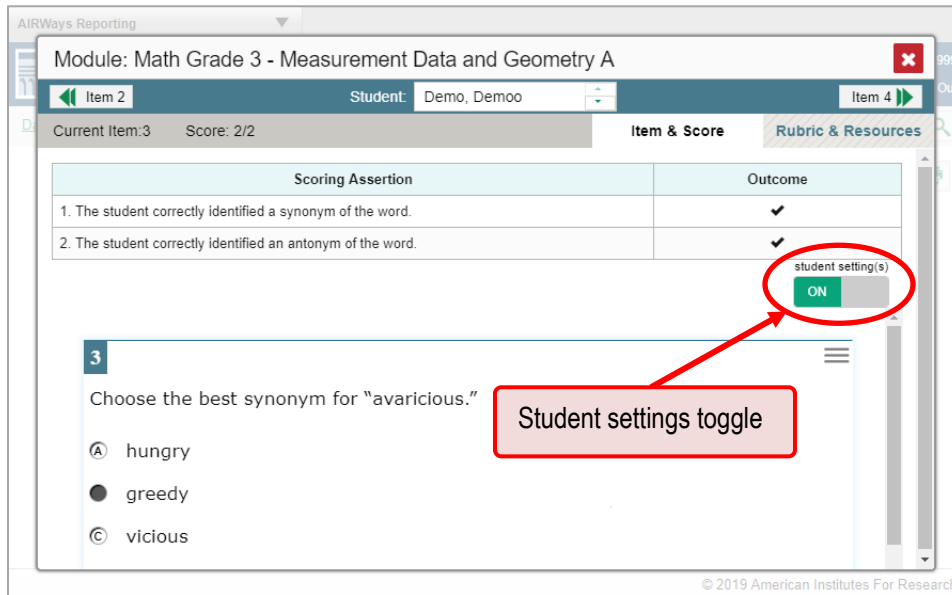 AIRWays Reporting
Module: Math Grade 3 - Measurement Data and Geometry A
Item 2
Student:
Demo, Demoo
Item 4
Current Item:3
Score: 2/2
Item & Score
Rubric & Resources
Scoring Assertion
Outcome
1. The student correctly identified a synonym of the word.
2. The student correctly identified an antonym of the word.
student setting(s)
ON
3
Choose the best synonym for “avaricious.”
Student settings toggle
A hungry
greedy
C vicious
© 2019 American Institutes For Research